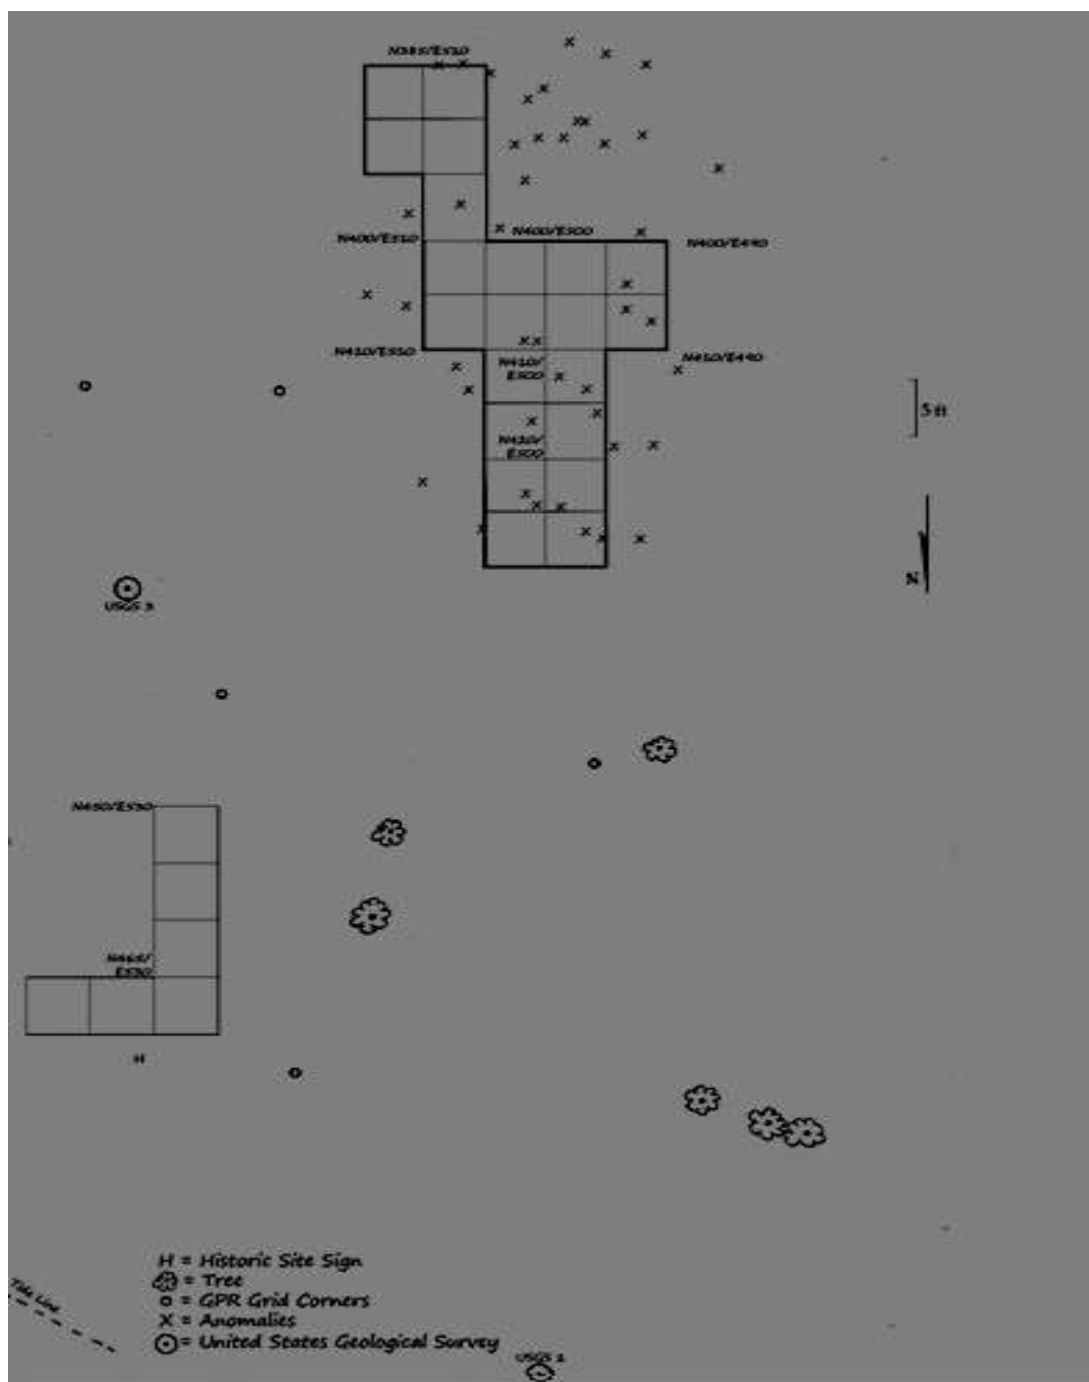 N385/E510
N400/E510
N400/E500
N400/E490
N410/E510
N410/
E500
N410/E490
5 ft
N420/
E500
N
USGS 3
N450/E530
N465/
E530
H
H = Historic Site Sign
= Tree
Tide Line
o = GPR Grid Corners
X = Anomalies
= United States Geological Survey
USGS 2